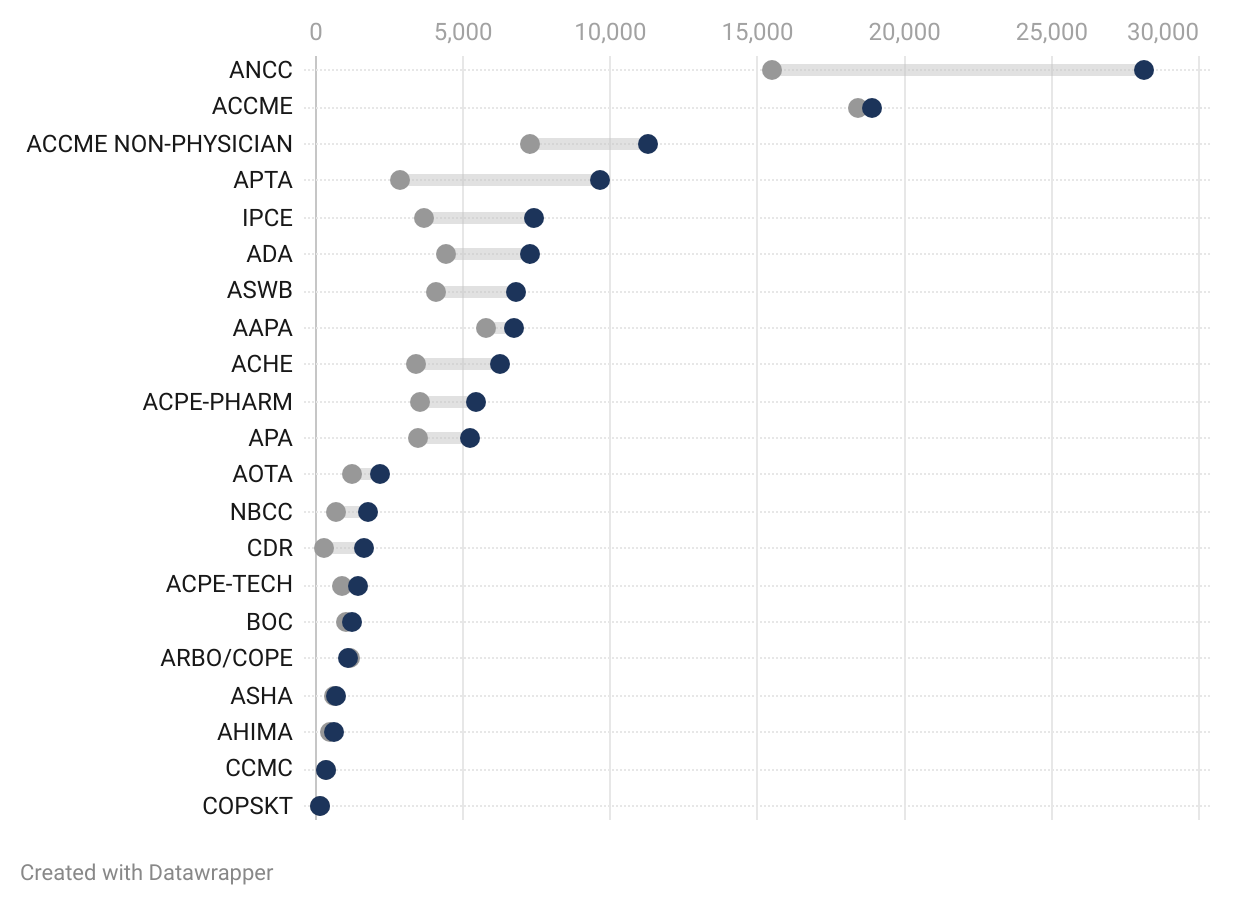 0 5,000 10,000 15,000 20,000 25,000 30,000
ANCC
ACCME
ACCME NON-PHYSICIAN
APTA
IPCE
ADA
ASWB
AAPA
ACHE
ACPE-PHARM
APA
AOTA
NBCC
CDR
ACPE-TECH
BOC
ARBO/COPE
ASHA
AHIMA
CCMC
COPSKT
Created with Datawrapper